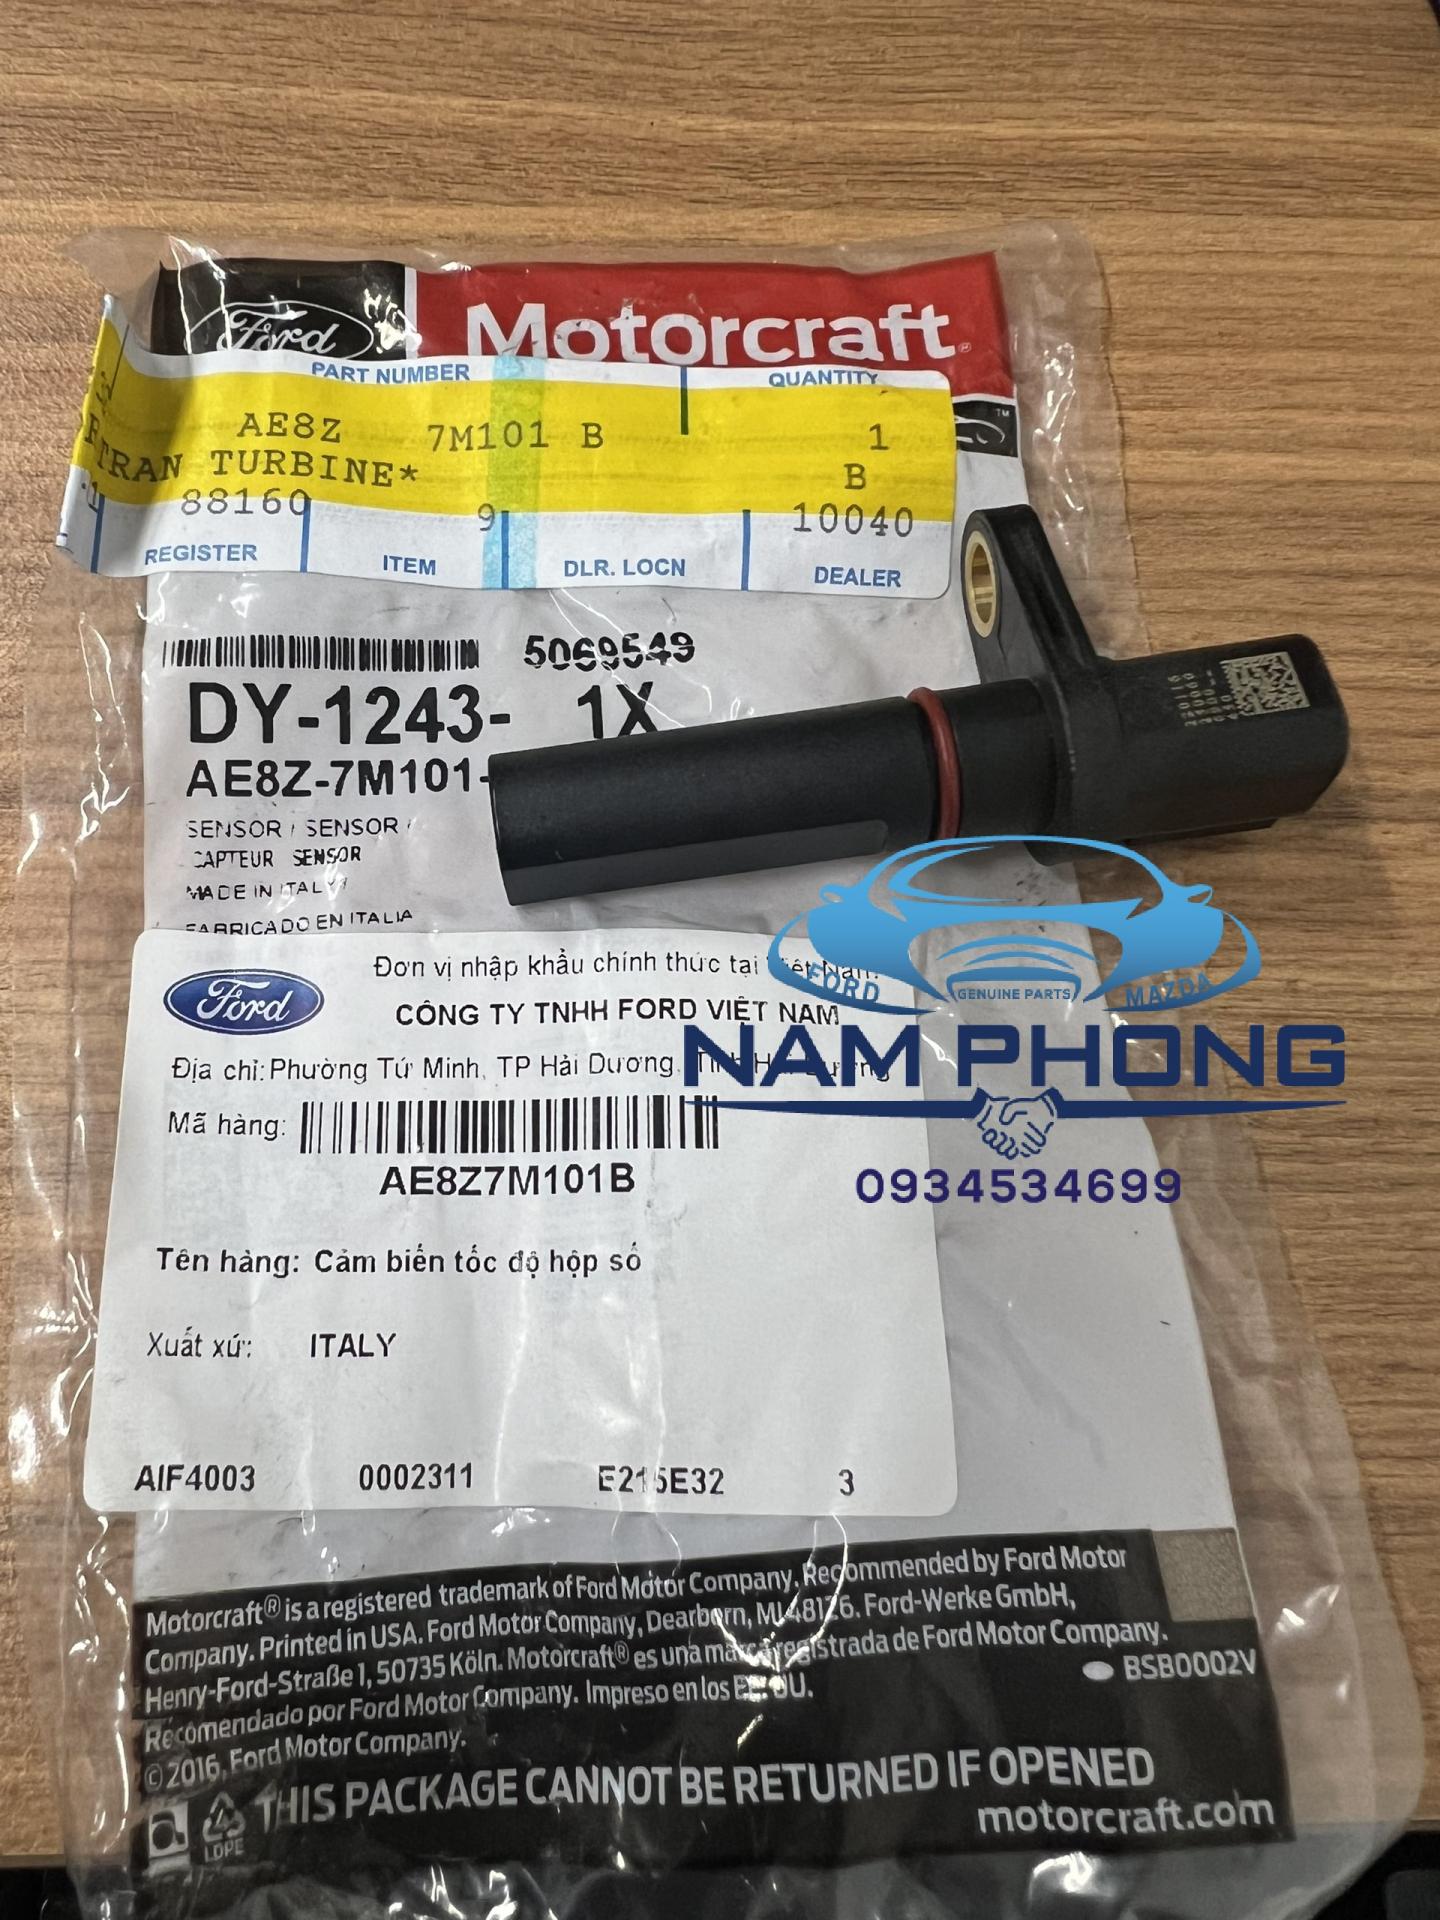 Ford
Motorcraft®
PART NUMBER
QUANTITY
AE8Z 7M101 B
1
TRAN TURBINE*
B
88160
9
10040
REGISTER
ITEM
DLR. LOCN
DEALER
5069549
DY-1243- 1X
AE8Z-7M101-
SENSOR / SENSOR /
CAPTEUR SENSOR
MADE IN ITALY
FABRICADO EN ITALIA
Ford
Đơn vị nhập khẩu chính thức tại Việt Nam:
CÔNG TY TNHH FORD VIỆT NAM
Địa chỉ: Phường Tứ Minh, TP Hải Dương, Tỉnh Hải Dương
Mã hàng:
AE8Z7M101B
Tên hàng: Cảm biến tốc độ hộp số
Xuất xứ: ITALY
AIF4003 0002311 E215E32 3
FORD
GENUINE PARTS
MAZDA
NAM PHONG
0934534699
Motorcraft® is a registered trademark of Ford Motor Company. Recommended by Ford Motor
Company. Printed in USA. Ford Motor Company, Dearborn, MI 48126. Ford-Werke GmbH,
Henry-Ford-Straße 1, 50735 Köln. Motorcraft® es una marca registrada de Ford Motor Company.
Recomendado por Ford Motor Company. Impreso en los EE. UU.
© 2016, Ford Motor Company.
BSB0002V
THIS PACKAGE CANNOT BE RETURNED IF OPENED
motorcraft.com
LDPE